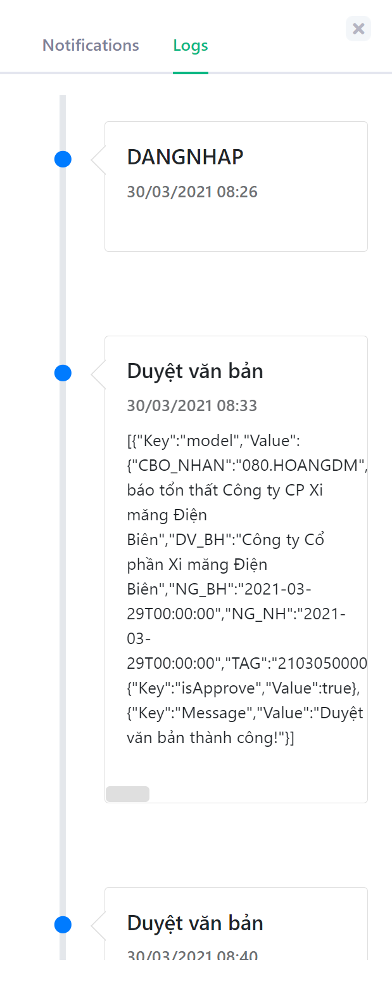 Notifications
Logs
DANGNHAP
30/03/2021 08:26
Duyệt văn bản
30/03/2021 08:33
[{"Key":"model","Value":
{"CBO_NHAN":"080.HOANGDM",
báo tổn thất Công ty CP Xi
măng Điện
Biên","DV_BH":"Công ty Cổ
phần Xi măng Điện
Biên","NG_BH":"2021-03-
29T00:00:00","NG_NH":"2021-
03-
29T00:00:00","TAG":"2103050000
{"Key":"isApprove","Value":true},
{"Key":"Message","Value":"Duyệt
văn bản thành công!"}]
Duyệt văn bản
30/03/2021 08:40